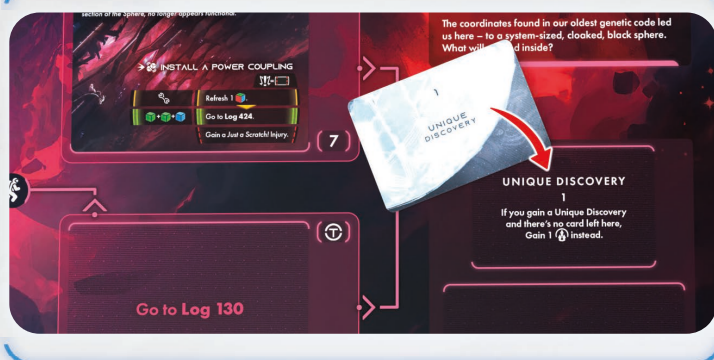 section of the Sphere, no longer appears functional.
INSTALL A POWER COUPLING
Refresh 1
Go to Log 424.
Gain a Just a Scratch! Injury.
7
Go to Log 130
The coordinates found in our oldest genetic code led
us here – to a system-sized, cloaked, black sphere.
What will inside?
1
UNIQUE
DISCOVERY
UNIQUE DISCOVERY
1
If you gain a Unique Discovery
and there's no card left here,
Gain 1 instead.